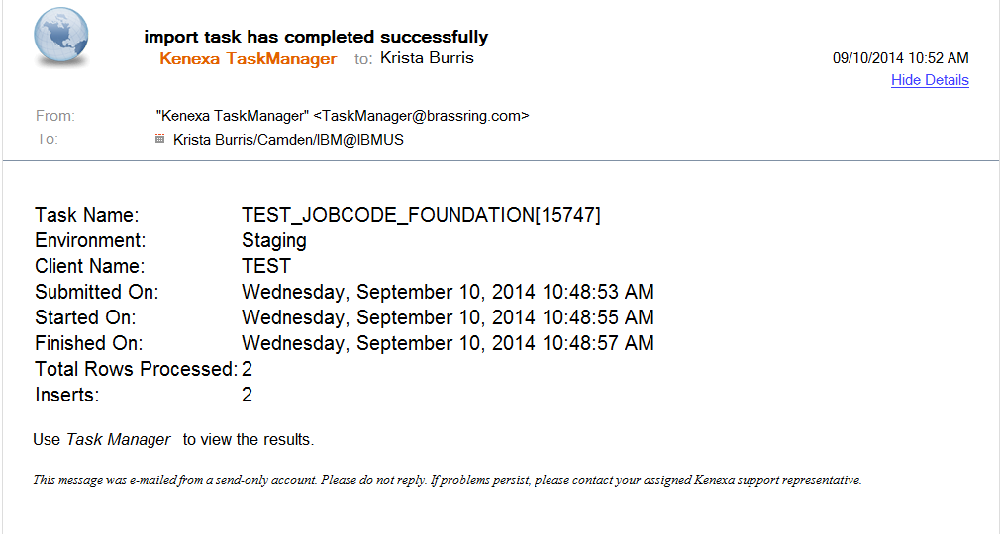 import task has completed successfully
Kenexa TaskManager to: Krista Burris
09/10/2014 10:52 AM
Hide Details
From: "Kenexa TaskManager" <TaskManager@brassring.com>
To: Krista Burris/Camden/IBM@IBMUS
Task Name: TEST_JOBCODE_FOUNDATION[15747]
Environment: Staging
Client Name: TEST
Submitted On: Wednesday, September 10, 2014 10:48:53 AM
Started On: Wednesday, September 10, 2014 10:48:55 AM
Finished On: Wednesday, September 10, 2014 10:48:57 AM
Total Rows Processed: 2
Inserts: 2
Use Task Manager to view the results.
This message was e-mailed from a send-only account. Please do not reply. If problems persist, please contact your assigned Kenexa support representative.